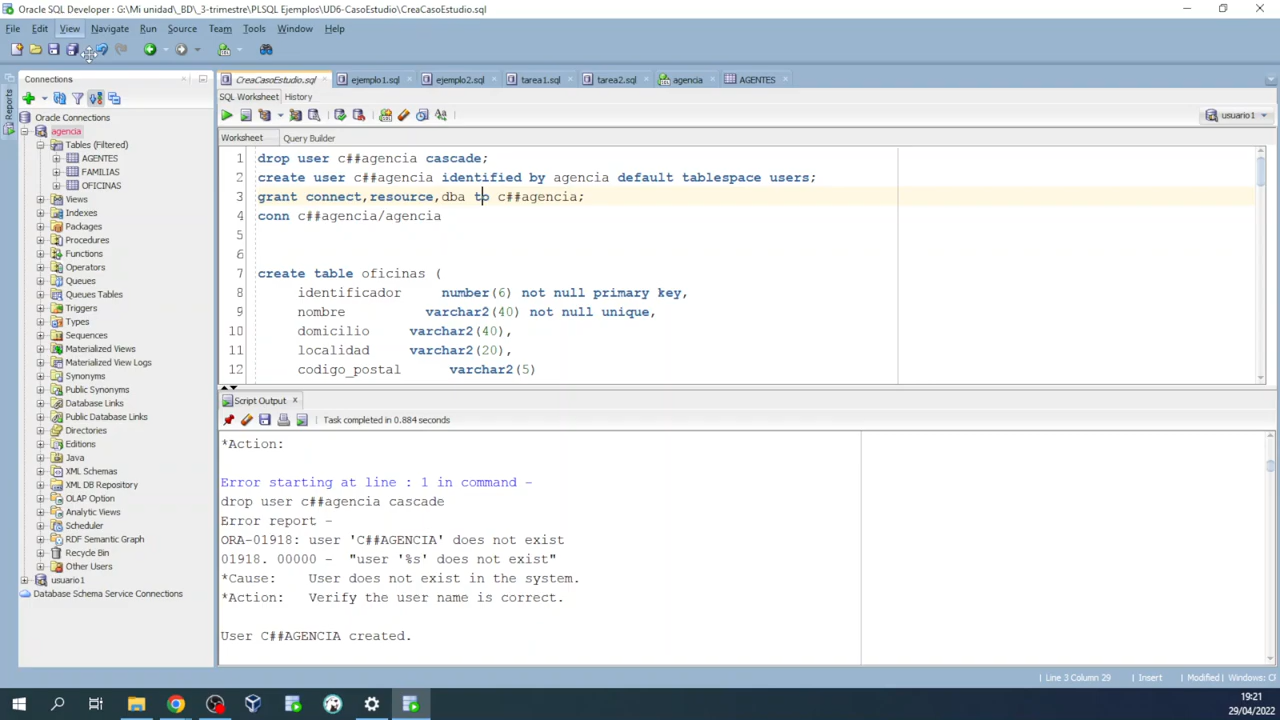 Oracle SQL Developer : G:\Mi unidad\_BD\_3-trimestre\PLSQL Ejemplos\UD6-CasoEstudio\CreaCasoEstudio.sql
File Edit View Navigate Run Source Team Tools Window Help
Reports
Connections
Oracle Connections
agencia
Tables (Filtered)
AGENTES
FAMILIAS
OFICINAS
Views
Indexes
Packages
Procedures
Functions
Operators
Queues
Queues Tables
Triggers
Types
Sequences
Materialized Views
Materialized View Logs
Synonyms
Public Synonyms
Database Links
Public Database Links
Directories
Editions
Java
XML Schemas
XML DB Repository
OLAP Option
Analytic Views
Scheduler
RDF Semantic Graph
Recycle Bin
Other Users
usuario1
Database Schema Service Connections
CreaCasoEstudio.sql ejemplo1.sql ejemplo2.sql tarea1.sql tarea2.sql agencia AGENTES
SQL Worksheet History
usuario1
Worksheet Query Builder
1 drop user c##agencia cascade;
2 create user c##agencia identified by agencia default tablespace users;
3 grant connect,resource,dba to c##agencia;
4 conn c##agencia/agencia
5
6
7 create table oficinas (
8 identificador number(6) not null primary key,
9 nombre varchar2(40) not null unique,
10 domicilio varchar2(40),
11 localidad varchar2(20),
12 codigo_postal varchar2(5)
Script Output
Task completed in 0.884 seconds
*Action:
Error starting at line : 1 in command -
drop user c##agencia cascade
Error report -
ORA-01918: user 'C##AGENCIA' does not exist
01918. 00000 - "user '%s' does not exist"
*Cause: User does not exist in the system.
*Action: Verify the user name is correct.
User C##AGENCIA created.
Line 3 Column 29 Insert Modified Windows: CF
19:21
29/04/2022